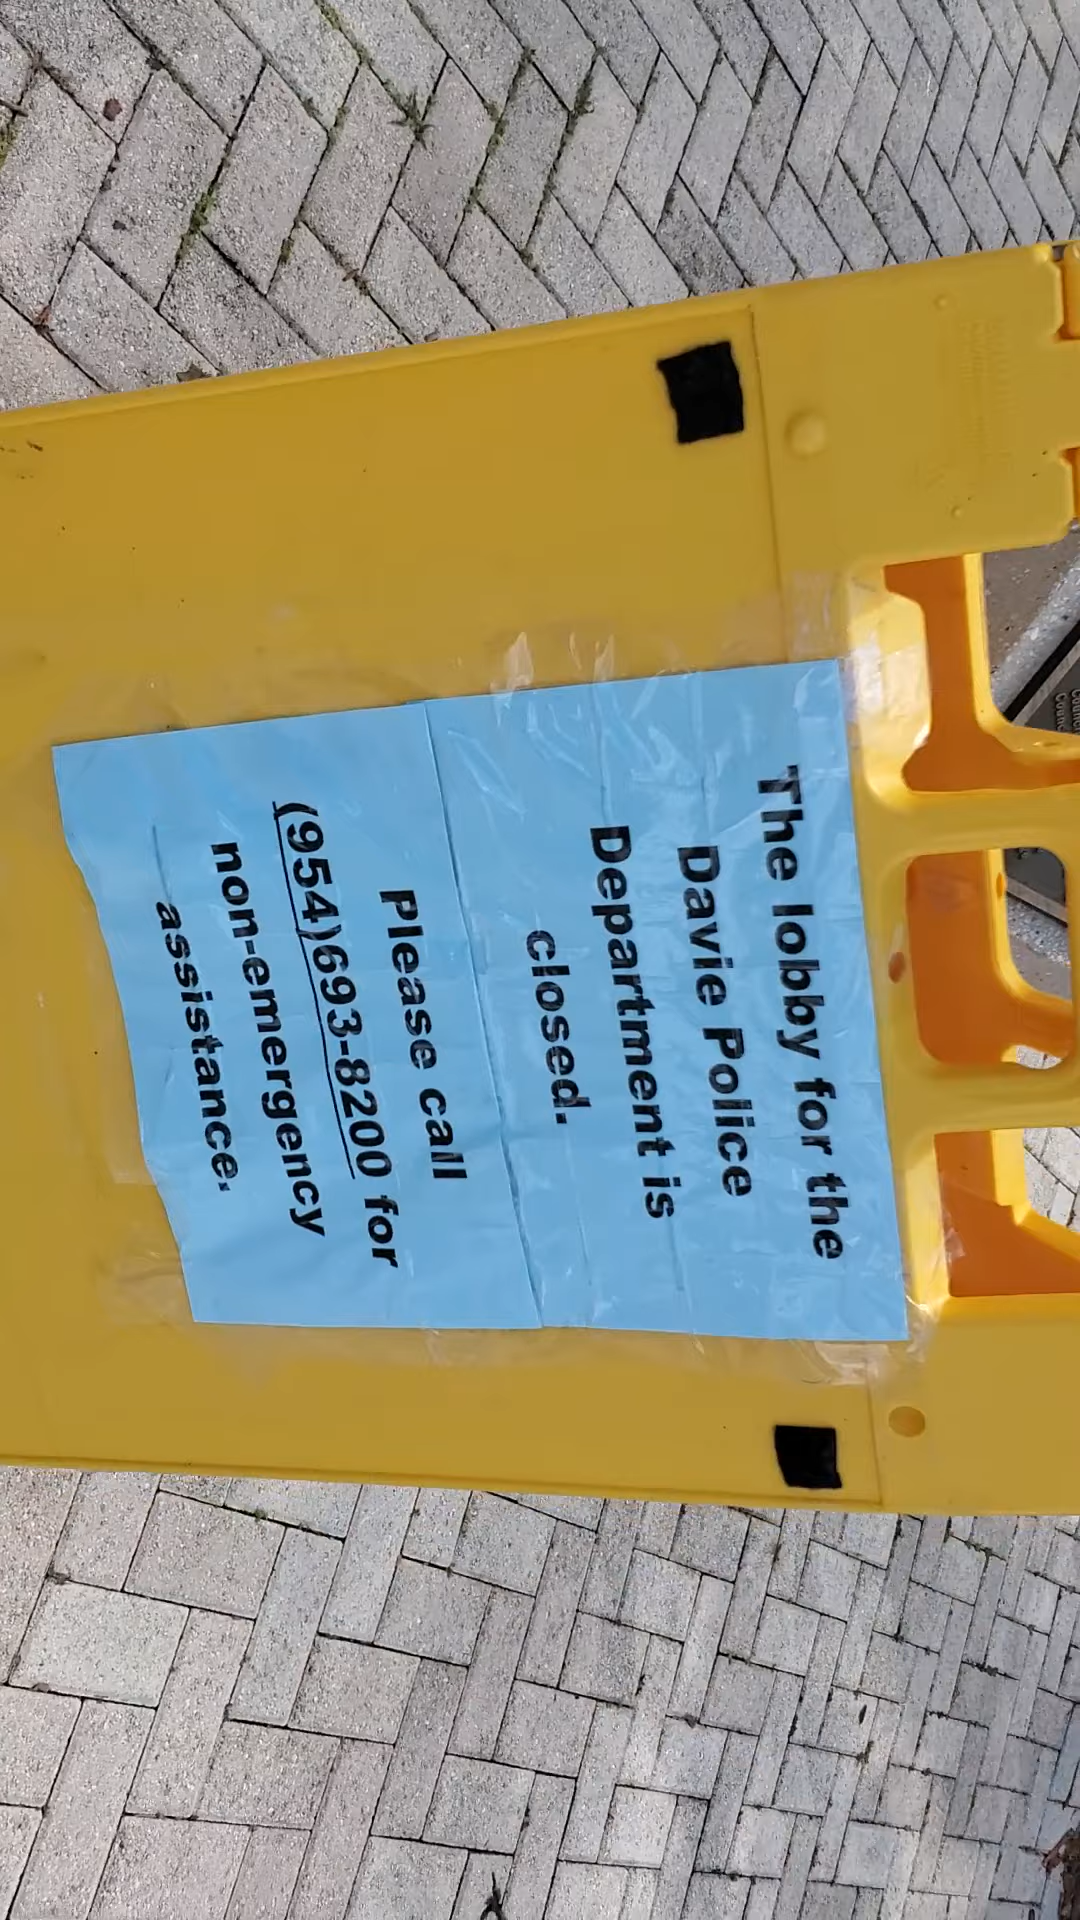 The lobby for the
Davie Police
Department is
closed.
Please call
(954)693-8200 for
non-emergency
assistance.